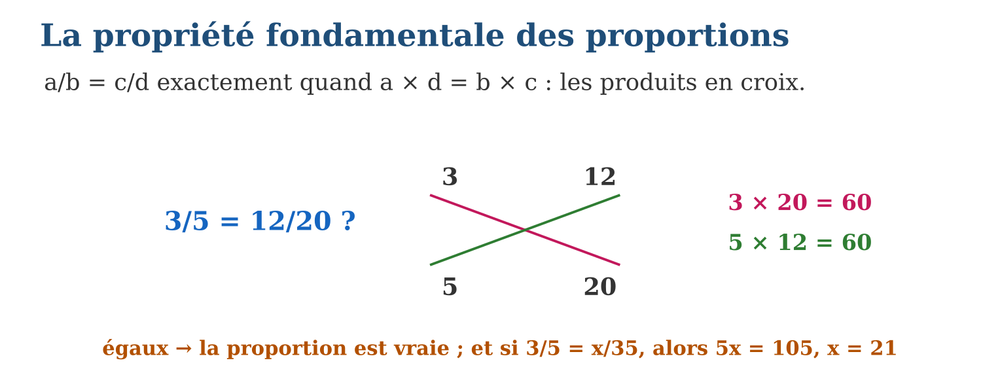 La propriété fondamentale des proportions
a/b = c/d exactement quand a × d = b × c : les produits en croix.
3 12
3/5 = 12/20 ?
5 20
3 × 20 = 60
5 × 12 = 60
égaux → la proportion est vraie ; et si 3/5 = x/35, alors 5x = 105, x = 21